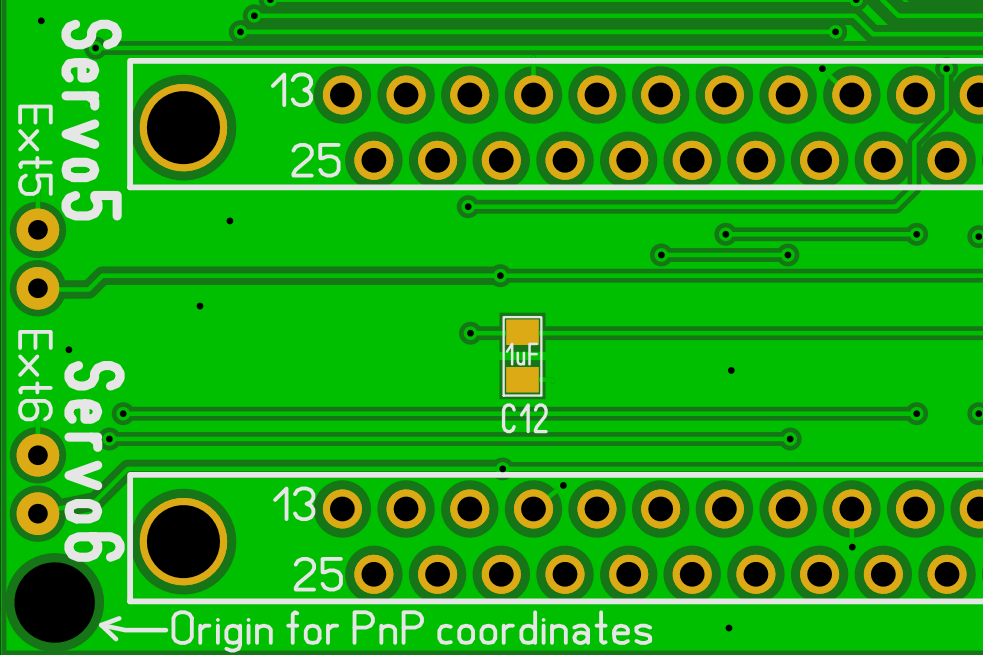 Servo5
Ext5
13
25
1uF
C12
Servo6
Ext6
13
25
Origin for PnP coordinates